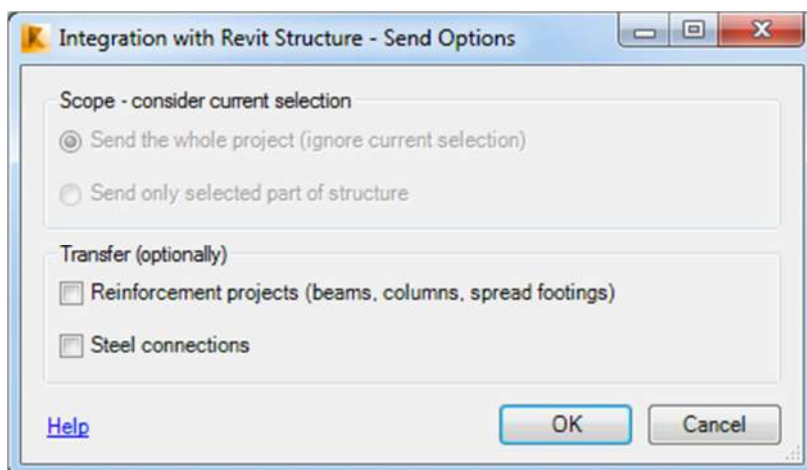 Integration with Revit Structure - Send Options
Scope - consider current selection
Send the whole project (ignore current selection)
Send only selected part of structure
Transfer (optionally)
Reinforcement projects (beams, columns, spread footings)
Steel connections
Help OK Cancel